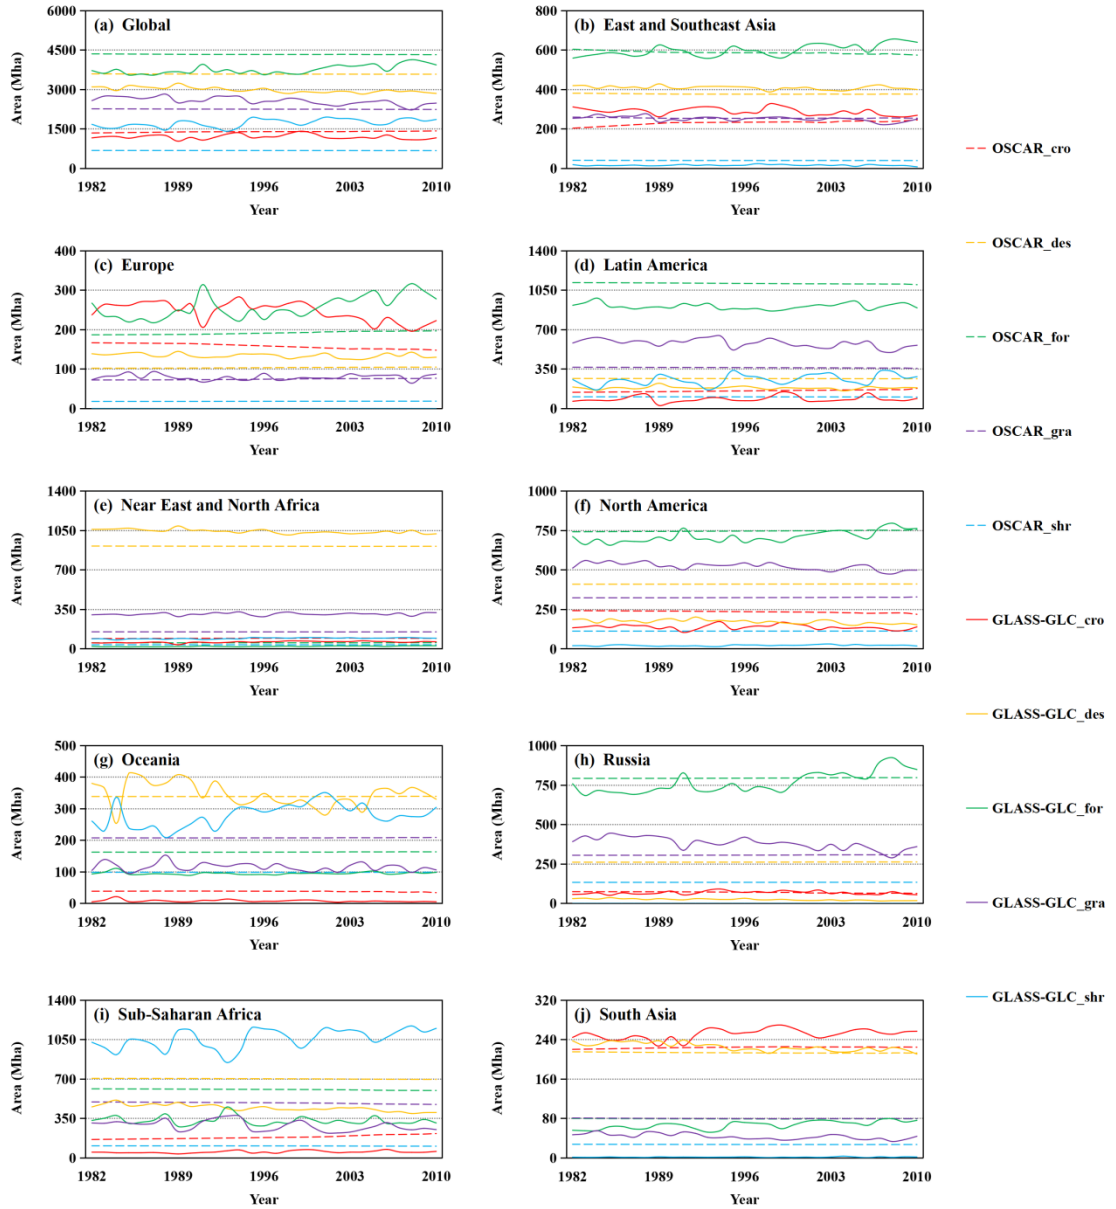 (a) Global
Area (Mha)
6000
4500
3000
1500
0
1982
1989
1996
2003
2010
Year
(b) East and Southeast Asia
Area (Mha)
800
600
400
200
0
1982
1989
1996
2003
2010
Year
(c) Europe
Area (Mha)
400
300
200
100
0
1982
1989
1996
2003
2010
Year
(d) Latin America
Area (Mha)
1400
1050
700
350
0
1982
1989
1996
2003
2010
Year
(e) Near East and North Africa
Area (Mha)
1400
1050
700
350
0
1982
1989
1996
2003
2010
Year
(f) North America
Area (Mha)
1000
750
500
250
0
1982
1989
1996
2003
2010
Year
(g) Oceania
Area (Mha)
500
400
300
200
100
0
1982
1989
1996
2003
2010
Year
(h) Russia
Area (Mha)
1000
750
500
250
0
1982
1989
1996
2003
2010
Year
(i) Sub-Saharan Africa
Area (Mha)
1400
1050
700
350
0
1982
1989
1996
2003
2010
Year
(j) South Asia
Area (Mha)
320
240
160
80
0
1982
1989
1996
2003
2010
Year
OSCAR_cro
OSCAR_des
OSCAR_for
OSCAR_gra
OSCAR_shr
GLASS-GLC_cro
GLASS-GLC_des
GLASS-GLC_for
GLASS-GLC_gra
GLASS-GLC_shr